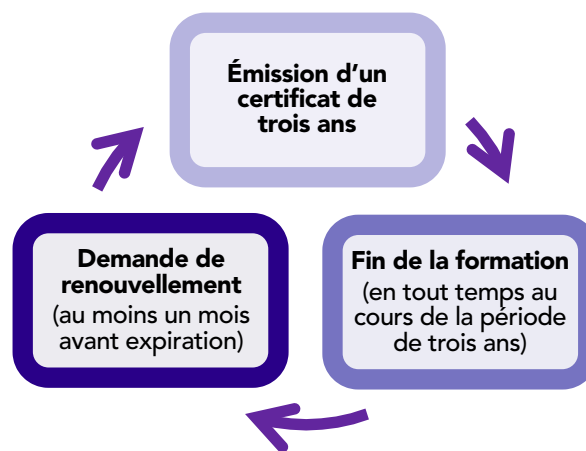 Émission d’un
certificat de
trois ans
Demande de
renouvellement
(au moins un mois
avant expiration)
Fin de la formation
(en tout temps au
cours de la période
de trois ans)